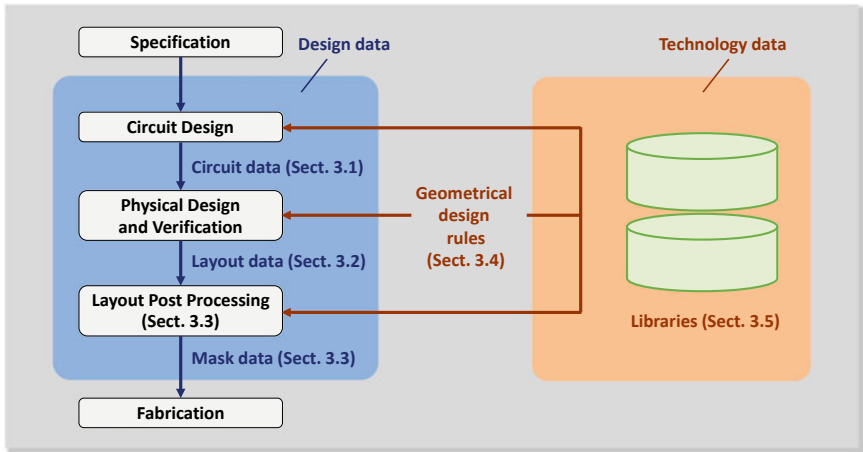 Specification
Design data
Technology data
Circuit Design
Circuit data (Sect. 3.1)
Physical Design
and Verification
Geometrical
design
rules
(Sect. 3.4)
Layout data (Sect. 3.2)
Layout Post Processing
(Sect. 3.3)
Libraries (Sect. 3.5)
Mask data (Sect. 3.3)
Fabrication